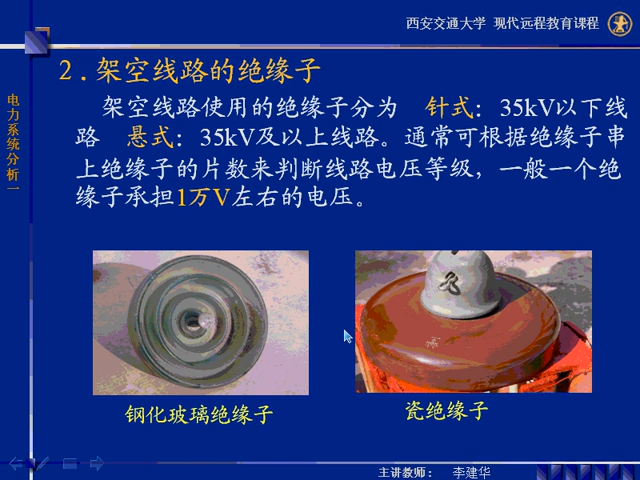 西安交通大学 现代远程教育课程
电力系统分析一
2.架空线路的绝缘子
架空线路使用的绝缘子分为 针式：35kV以下线
路 悬式：35kV及以上线路。通常可根据绝缘子串
上绝缘子的片数来判断线路电压等级，一般一个绝
缘子承担1万V左右的电压。
钢化玻璃绝缘子
瓷绝缘子
主讲教师： 李建华